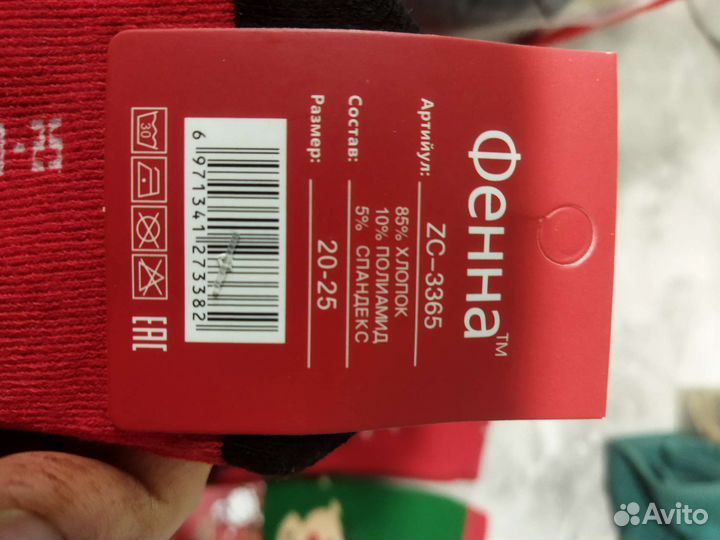 Фенна™
Артийул: ZC-3365
Состав: 85% ХЛОПОК
10% ПОЛИАМИД
5% СПАНДЕКС
Размер: 20-25
6 971341 273382
30
EAC
Avito